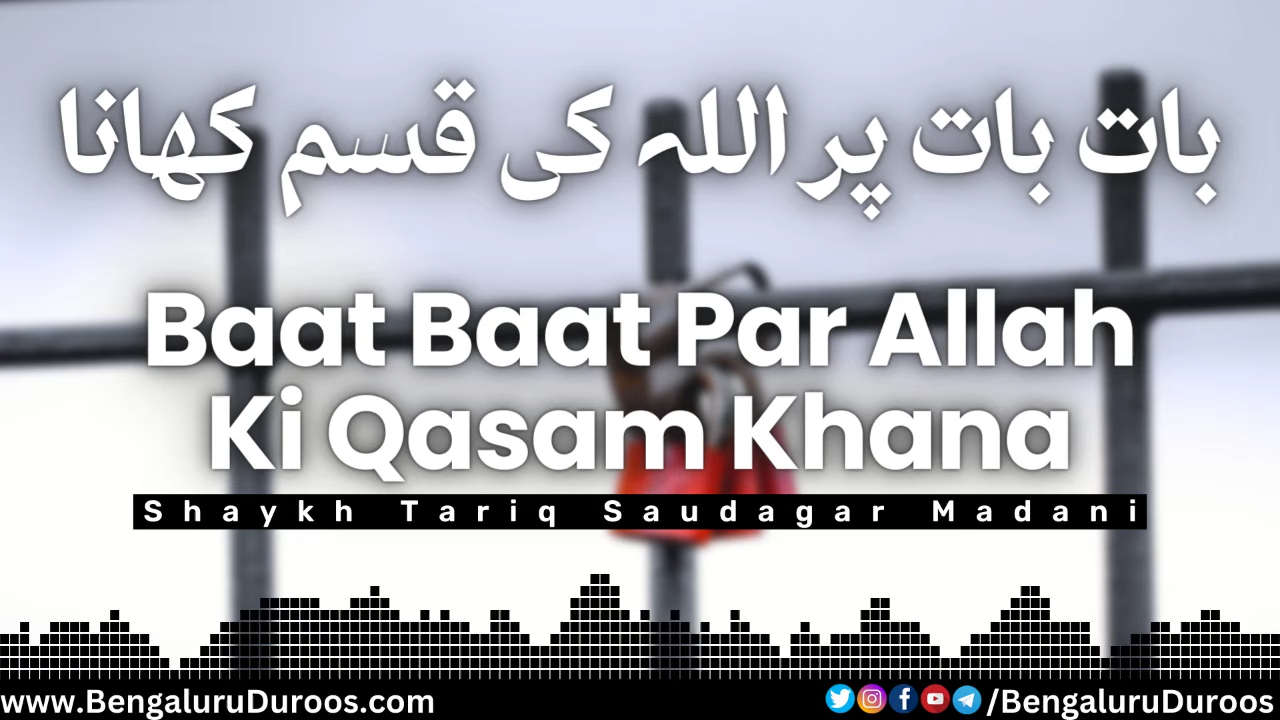 بات بات پر اللہ کی قسم کھانا
Baat Baat Par Allah
Ki Qasam Khana
Shaykh Tariq Saudagar Madani
www.BengaluruDuroos.com
/BengaluruDuroos